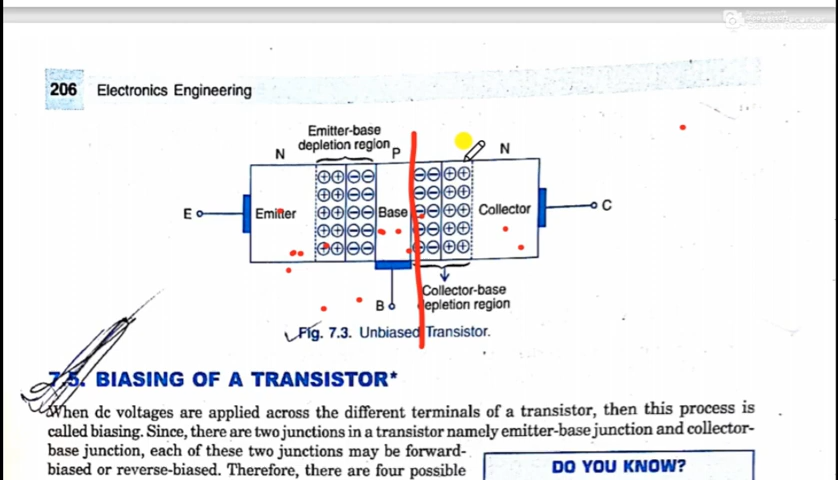 206 Electronics Engineering
Emitter-base
depletion region
N P N
⊕⊕⊖⊖ ⊖⊖⊕⊕
⊕⊕⊖⊖ ⊖⊖⊕⊕
E Emitter ⊕⊕⊖⊖ Base ⊖⊖⊕⊕ Collector C
⊕⊕⊖⊖ ⊖⊖⊕⊕
⊕⊕⊖⊖ ⊖⊖⊕⊕
Collector-base
B depletion region
Fig. 7.3. Unbiased Transistor.
7.5. BIASING OF A TRANSISTOR*
When dc voltages are applied across the different terminals of a transistor, then this process is
called biasing. Since, there are two junctions in a transistor namely emitter-base junction and collector-
base junction, each of these two junctions may be forward-
biased or reverse-biased. Therefore, there are four possible
DO YOU KNOW?